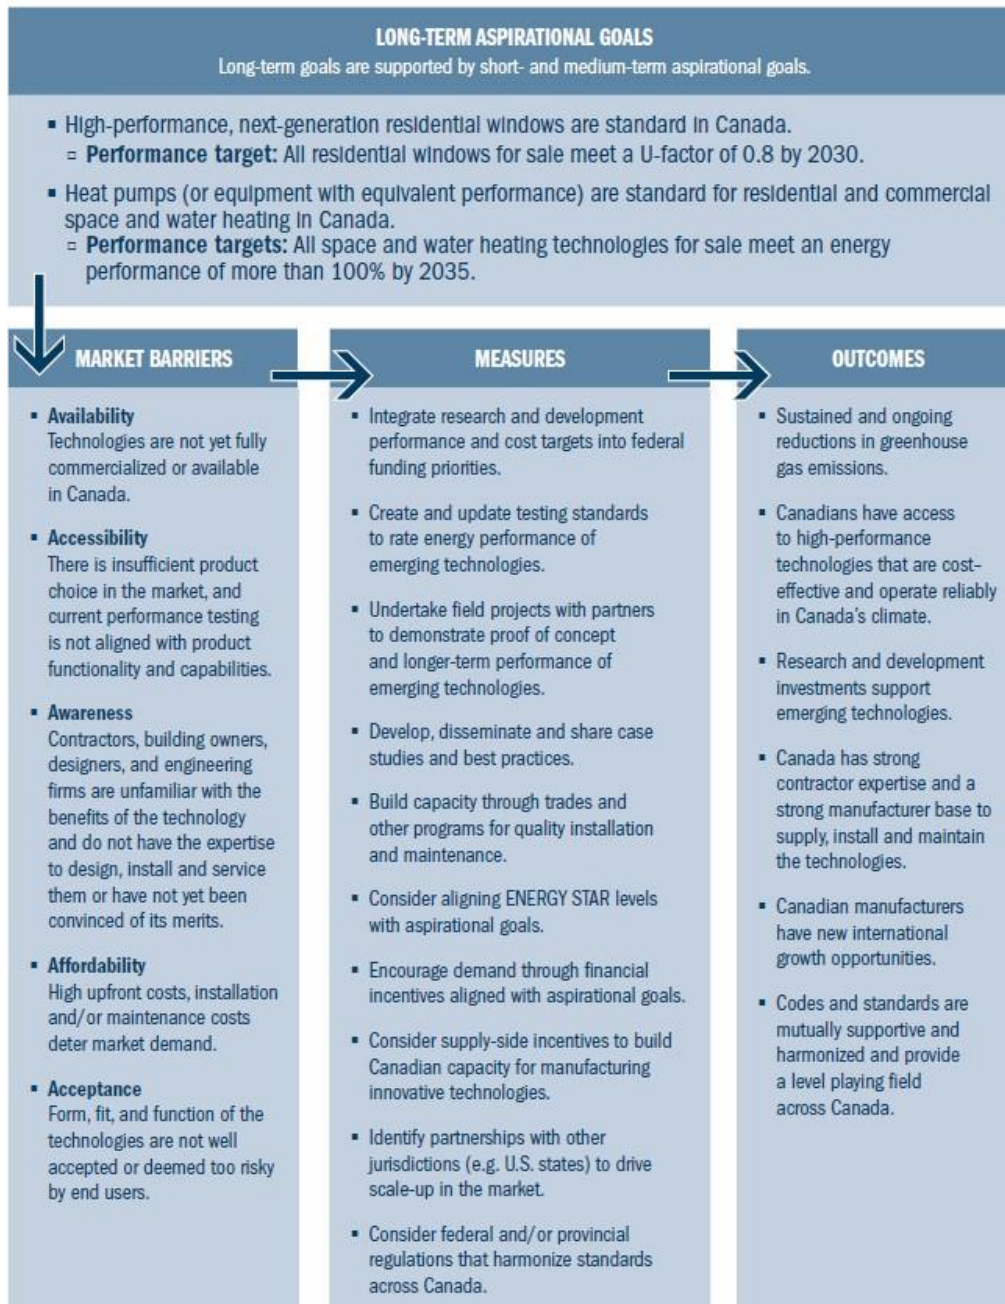 LONG-TERM ASPIRATIONAL GOALS
Long-term goals are supported by short- and medium-term aspirational goals.
▪ High-performance, next-generation residential windows are standard in Canada.
▫ Performance target: All residential windows for sale meet a U-factor of 0.8 by 2030.
▪ Heat pumps (or equipment with equivalent performance) are standard for residential and commercial
space and water heating in Canada.
▫ Performance targets: All space and water heating technologies for sale meet an energy
performance of more than 100% by 2035.
MARKET BARRIERS
▪ Availability
Technologies are not yet fully
commercialized or available
in Canada.
▪ Accessibility
There is insufficient product
choice in the market, and
current performance testing
is not aligned with product
functionality and capabilities.
▪ Awareness
Contractors, building owners,
designers, and engineering
firms are unfamiliar with the
benefits of the technology
and do not have the expertise
to design, install and service
them or have not yet been
convinced of its merits.
▪ Affordability
High upfront costs, installation
and/or maintenance costs
deter market demand.
▪ Acceptance
Form, fit, and function of the
technologies are not well
accepted or deemed too risky
by end users.
MEASURES
▪ Integrate research and development
performance and cost targets into federal
funding priorities.
▪ Create and update testing standards
to rate energy performance of
emerging technologies.
▪ Undertake field projects with partners
to demonstrate proof of concept
and longer-term performance of
emerging technologies.
▪ Develop, disseminate and share case
studies and best practices.
▪ Build capacity through trades and
other programs for quality installation
and maintenance.
▪ Consider aligning ENERGY STAR levels
with aspirational goals.
▪ Encourage demand through financial
incentives aligned with aspirational goals.
▪ Consider supply-side incentives to build
Canadian capacity for manufacturing
innovative technologies.
▪ Identify partnerships with other
jurisdictions (e.g. U.S. states) to drive
scale-up in the market.
▪ Consider federal and/or provincial
regulations that harmonize standards
across Canada.
OUTCOMES
▪ Sustained and ongoing
reductions in greenhouse
gas emissions.
▪ Canadians have access
to high-performance
technologies that are cost–
effective and operate reliably
in Canada's climate.
▪ Research and development
investments support
emerging technologies.
▪ Canada has strong
contractor expertise and a
strong manufacturer base to
supply, install and maintain
the technologies.
▪ Canadian manufacturers
have new international
growth opportunities.
▪ Codes and standards are
mutually supportive and
harmonized and provide
a level playing field
across Canada.